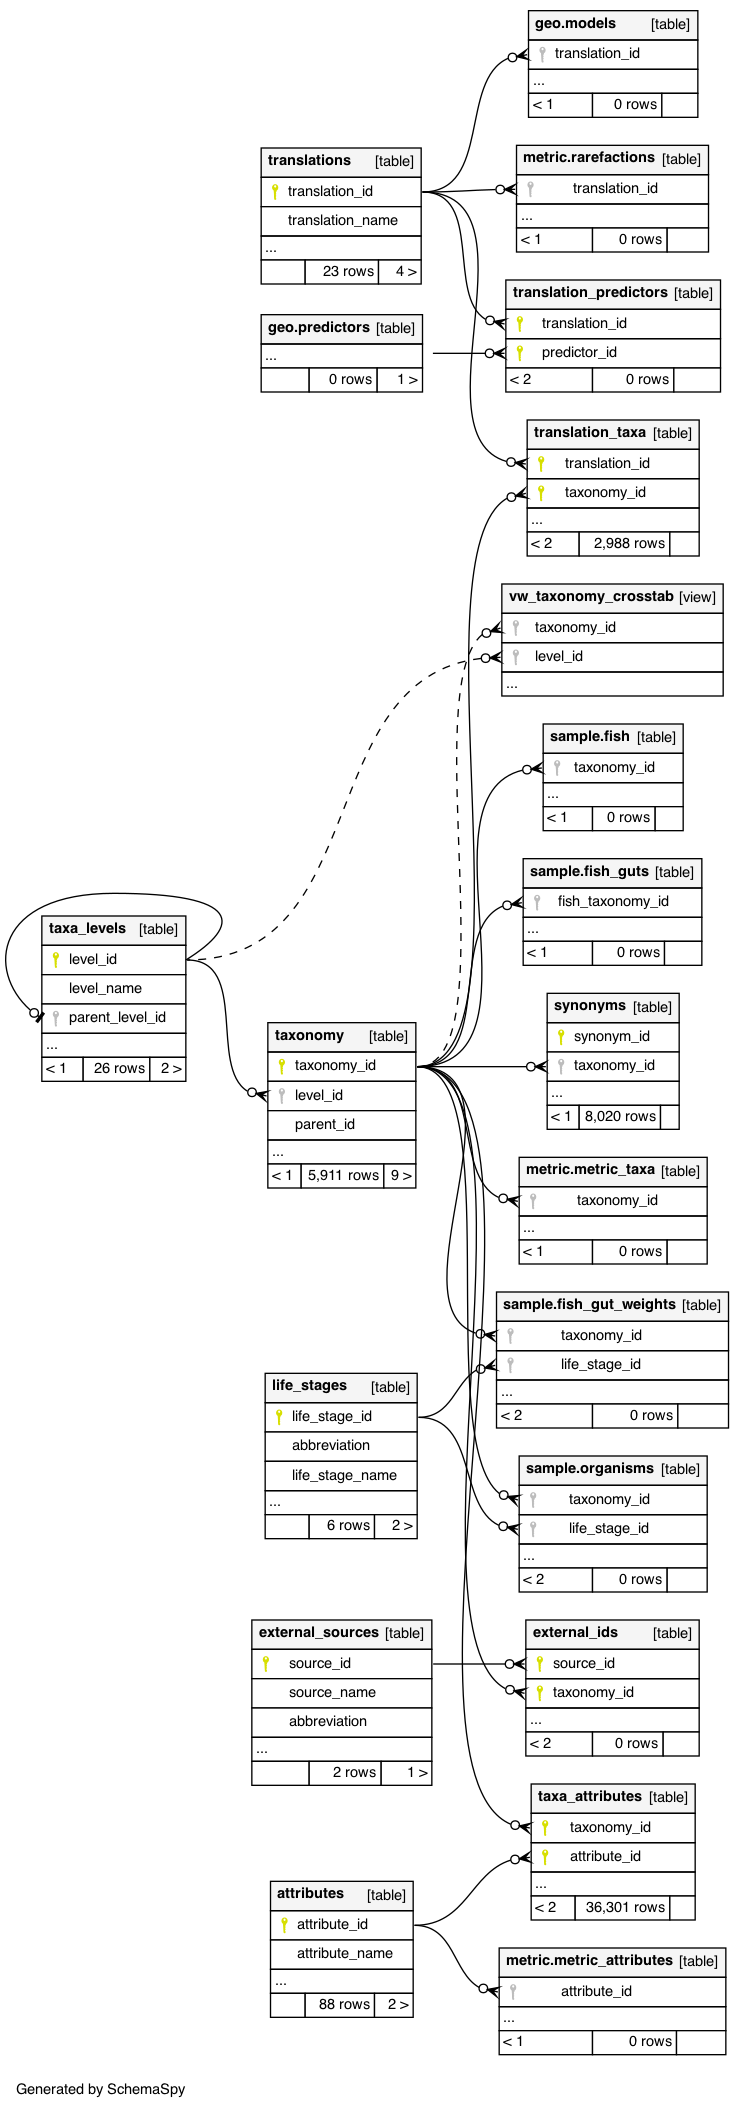 geo.models [table]
translation_id
...
< 1 0 rows
translations [table]
translation_id
translation_name
...
23 rows 4 >
metric.rarefactions [table]
translation_id
...
< 1 0 rows
geo.predictors [table]
...
0 rows 1 >
translation_predictors [table]
translation_id
predictor_id
< 2 0 rows
translation_taxa [table]
translation_id
taxonomy_id
...
< 2 2,988 rows
vw_taxonomy_crosstab [view]
taxonomy_id
level_id
...
sample.fish [table]
taxonomy_id
...
< 1 0 rows
sample.fish_guts [table]
fish_taxonomy_id
...
< 1 0 rows
taxa_levels [table]
level_id
level_name
parent_level_id
...
< 1 26 rows 2 >
taxonomy [table]
taxonomy_id
level_id
parent_id
...
< 1 5,911 rows 9 >
synonyms [table]
synonym_id
taxonomy_id
...
< 1 8,020 rows
metric.metric_taxa [table]
taxonomy_id
...
< 1 0 rows
sample.fish_gut_weights [table]
taxonomy_id
life_stage_id
...
< 2 0 rows
life_stages [table]
life_stage_id
abbreviation
life_stage_name
...
6 rows 2 >
sample.organisms [table]
taxonomy_id
life_stage_id
...
< 2 0 rows
external_sources [table]
source_id
source_name
abbreviation
...
2 rows 1 >
external_ids [table]
source_id
taxonomy_id
...
< 2 0 rows
taxa_attributes [table]
taxonomy_id
attribute_id
...
< 2 36,301 rows
attributes [table]
attribute_id
attribute_name
...
88 rows 2 >
metric.metric_attributes [table]
attribute_id
...
< 1 0 rows
Generated by SchemaSpy